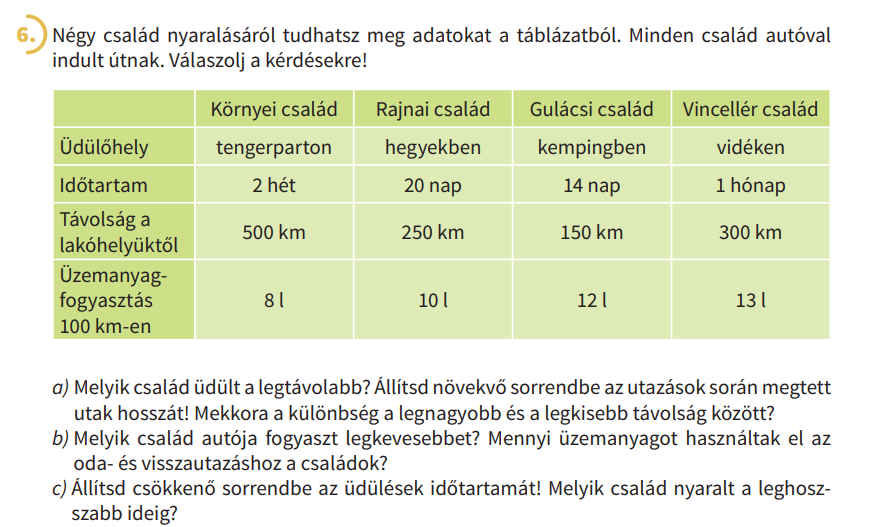 6. Négy család nyaralásáról tudhatsz meg adatokat a táblázatból. Minden család autóval
indult útnak. Válaszolj a kérdésekre!
Környei család Rajnai család Gulácsi család Vincellér család
Üdülőhely tengerparton hegyekben kempingben vidéken
Időtartam 2 hét 20 nap 14 nap 1 hónap
Távolság a
lakóhelyüktől 500 km 250 km 150 km 300 km
Üzemanyag-
fogyasztás 8 l 10 l 12 l 13 l
100 km-en
a) Melyik család üdült a legtávolabb? Állítsd növekvő sorrendbe az utazások során megtett
utak hosszát! Mekkora a különbség a legnagyobb és a legkisebb távolság között?
b) Melyik család autója fogyaszt legkevesebbet? Mennyi üzemanyagot használtak el az
oda- és visszautazáshoz a családok?
c) Állítsd csökkenő sorrendbe az üdülések időtartamát! Melyik család nyaralt a leghosz-
szabb ideig?